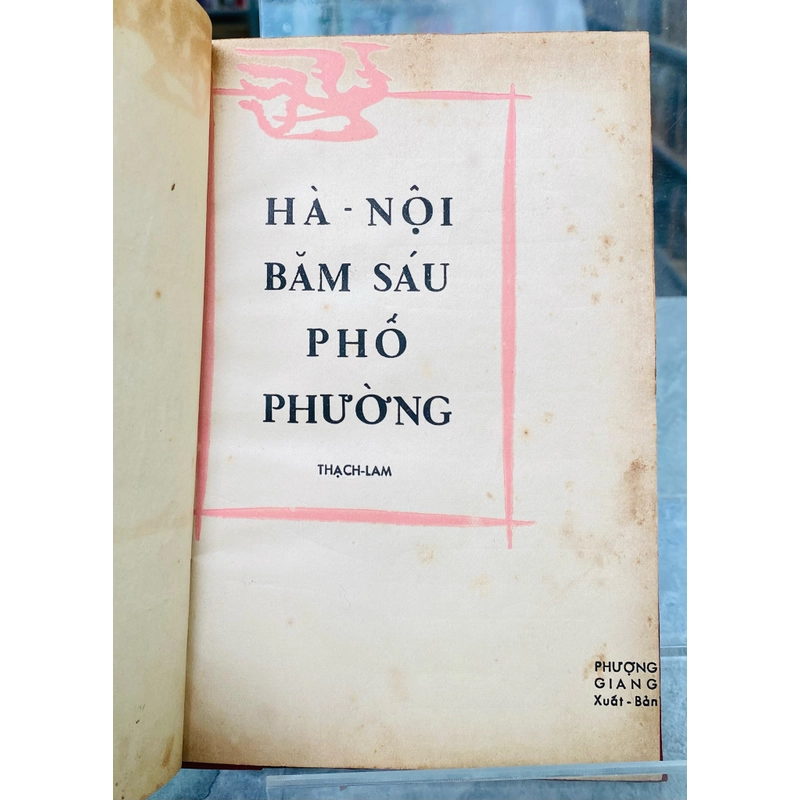 HÀ - NỘI
BĂM SÁU
PHỐ
PHƯỜNG
THẠCH-LAM
PHƯỢNG
GIANG
Xuất - Bản